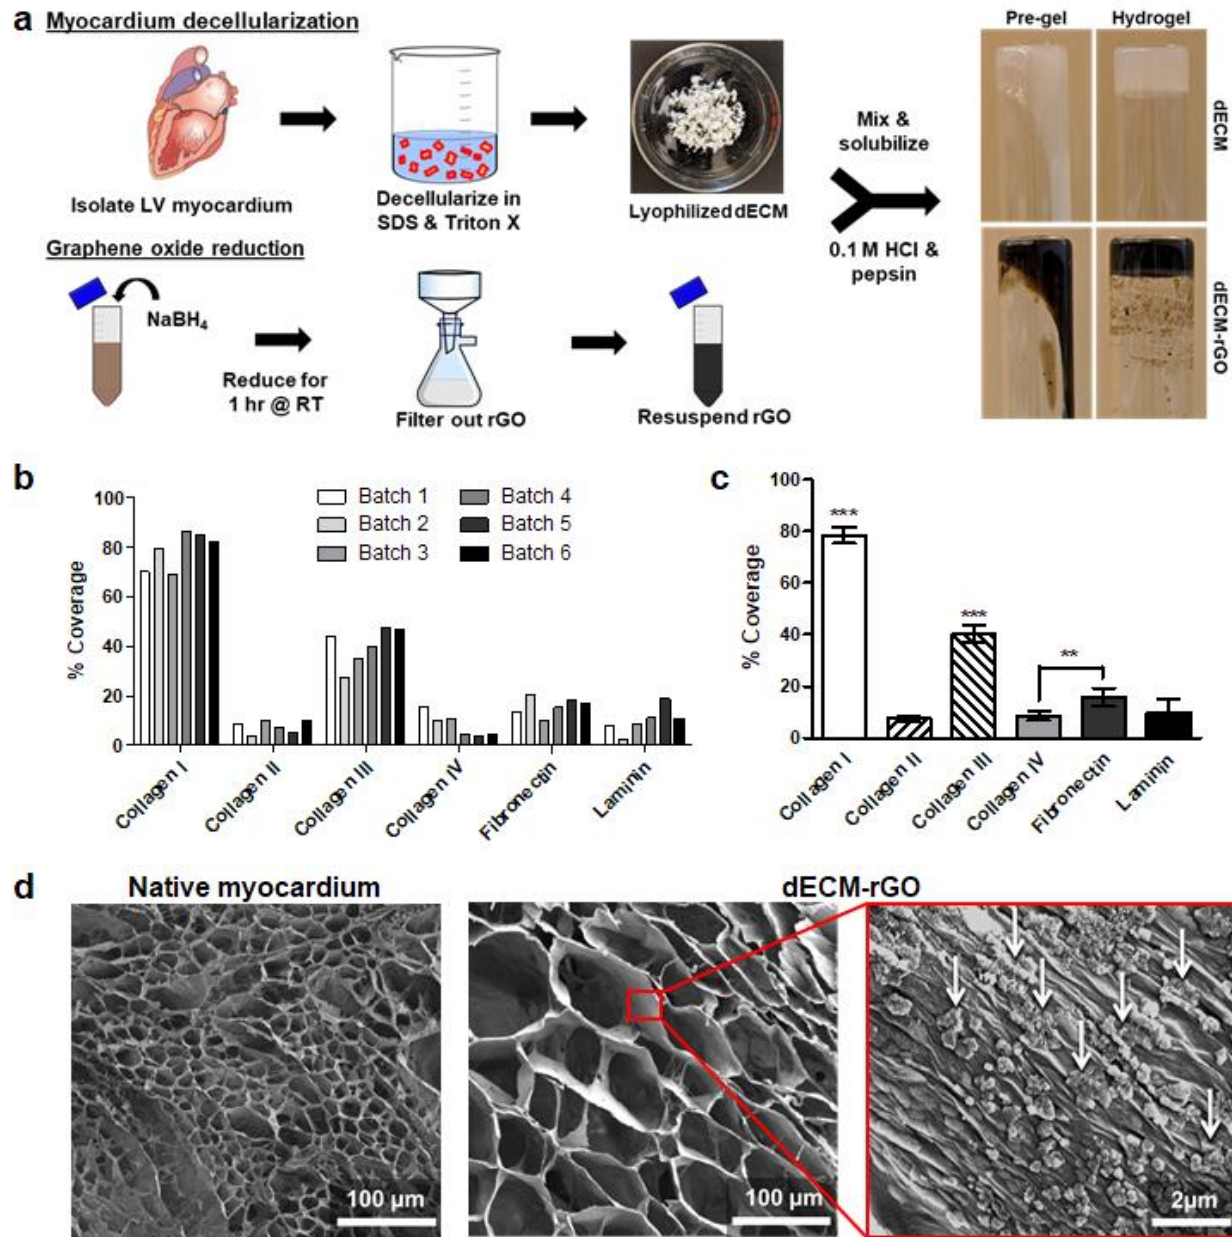 a Myocardium decellularization
Isolate LV myocardium
Decellularize in
SDS & Triton X
Lyophilized dECM
Graphene oxide reduction
NaBH4
Reduce for
1 hr @ RT
Filter out rGO
Resuspend rGO
Mix &
solubilize
0.1 M HCl &
pepsin
Pre-gel Hydrogel
dECM
dECM-rGO
b
% Coverage
100
80
60
40
20
0
Batch 1
Batch 2
Batch 3
Batch 4
Batch 5
Batch 6
Collagen I
Collagen II
Collagen III
Collagen IV
Fibronectin
Laminin
c
% Coverage
100
80
60
40
20
0
***
***
**
Collagen I
Collagen II
Collagen III
Collagen IV
Fibronectin
Laminin
d
Native myocardium
dECM-rGO
100 µm
100 µm
2µm